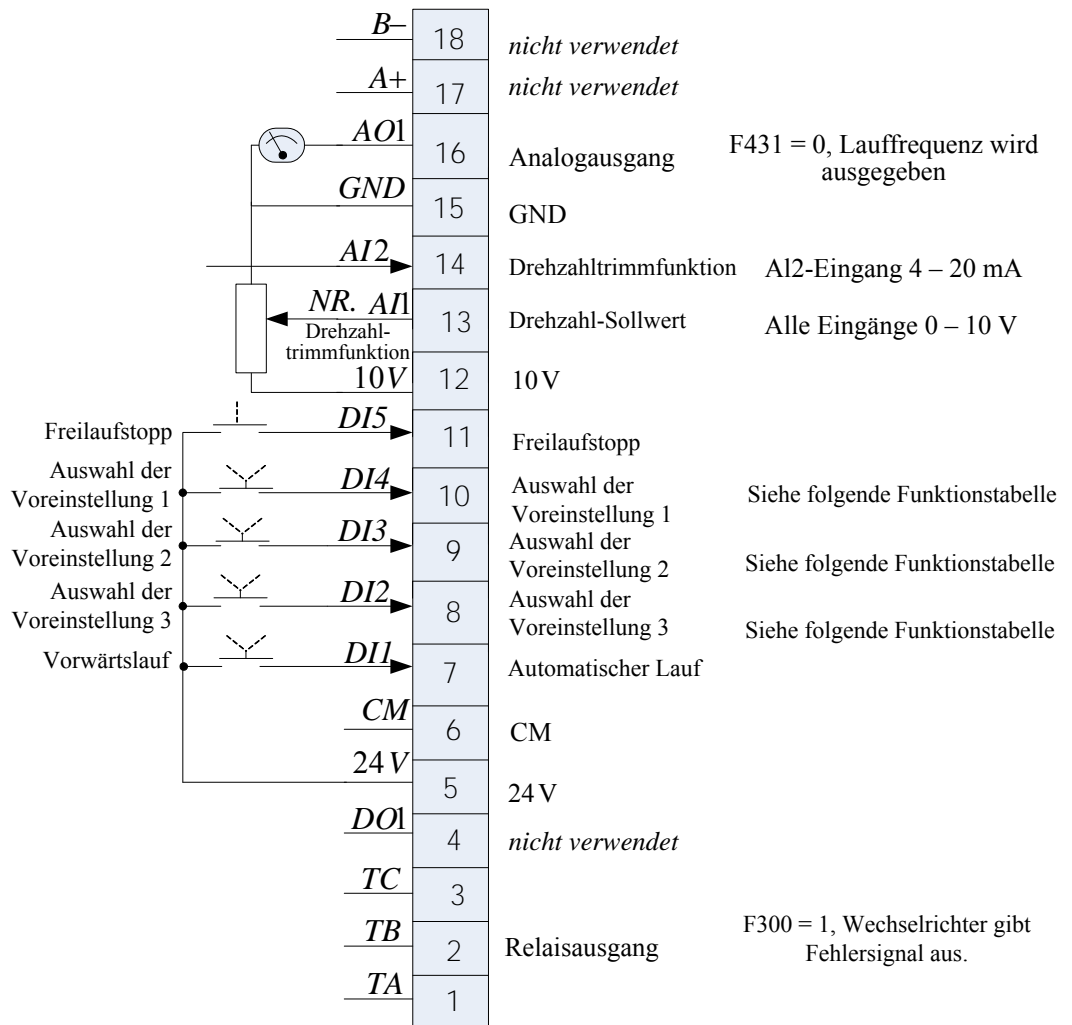 B– 18 nicht verwendet
A+ 17 nicht verwendet
AO1 16 Analogausgang F431 = 0, Lauffrequenz wird
ausgegeben
GND 15 GND
AI2 14 Drehzahltrimmfunktion Al2-Eingang 4 – 20 mA
NR. AI1 13 Drehzahl-Sollwert Alle Eingänge 0 – 10 V
Drehzahl-
trimmfunktion
10V 12 10V
Freilaufstopp DI5 11 Freilaufstopp
Auswahl der
Voreinstellung 1
DI4 10
Auswahl der
Voreinstellung 1
Siehe folgende Funktionstabelle
Auswahl der
Voreinstellung 2
DI3 9
Auswahl der
Voreinstellung 2
Siehe folgende Funktionstabelle
Auswahl der
Voreinstellung 3
DI2 8
Auswahl der
Voreinstellung 3
Siehe folgende Funktionstabelle
Vorwärtslauf DI1 7 Automatischer Lauf
CM 6 CM
24V 5 24V
DO1 4 nicht verwendet
TC 3
TB 2 Relaisausgang F300 = 1, Wechselrichter gibt
Fehlersignal aus.
TA 1